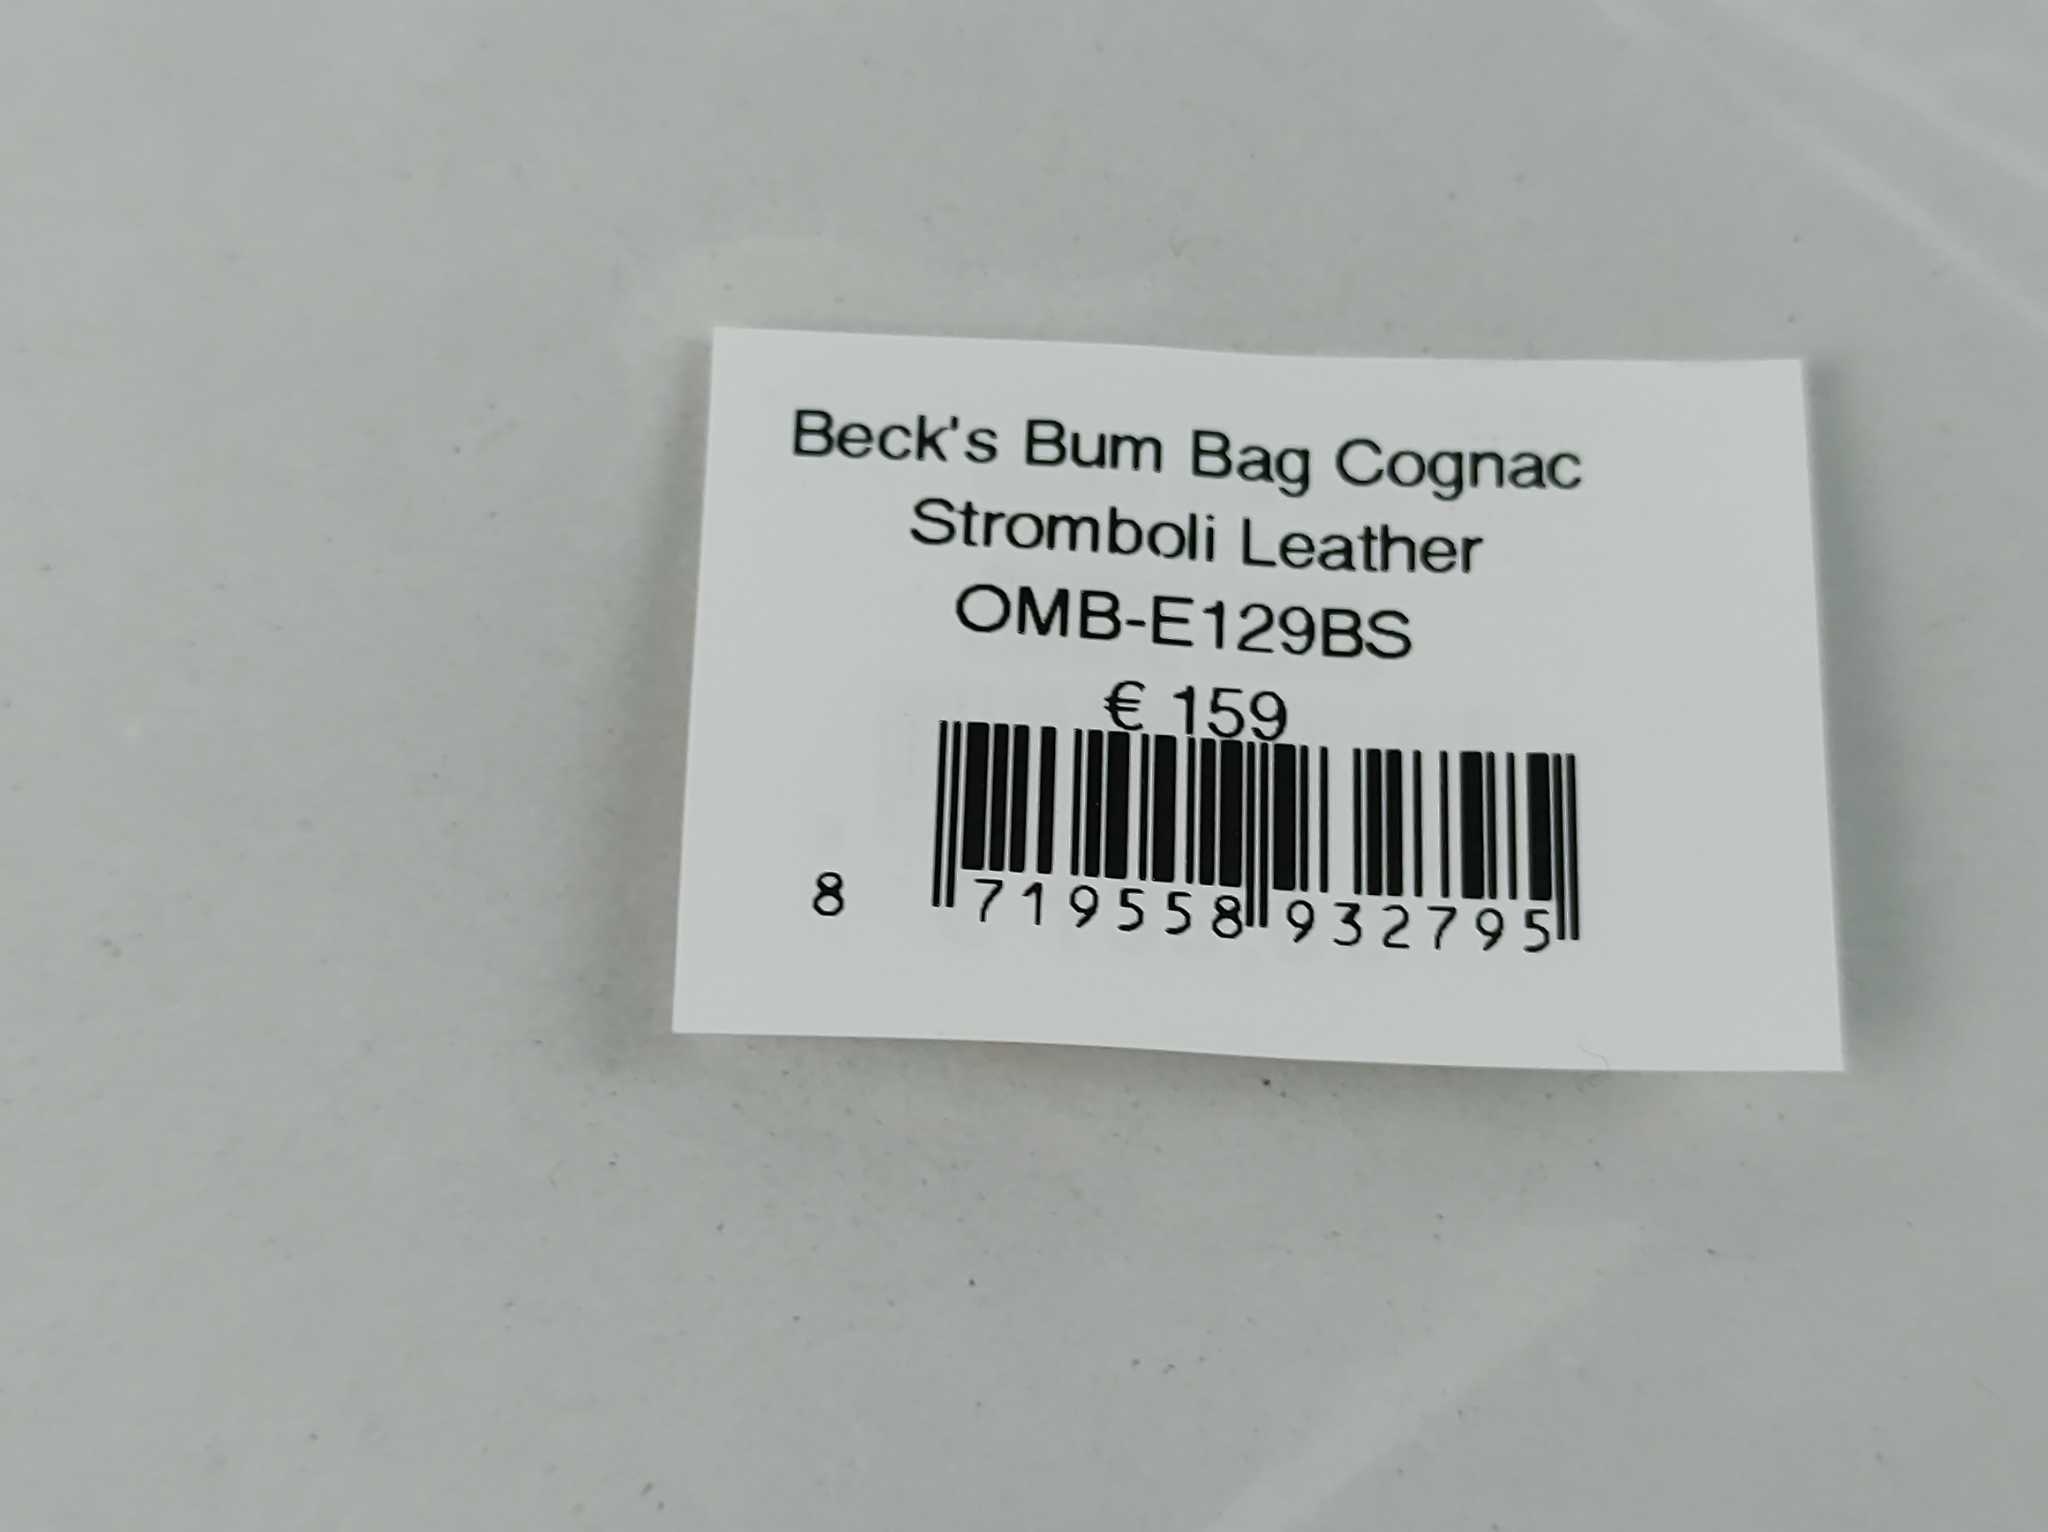 Beck's Bum Bag Cognac
Stromboli Leather
OMB-E129BS
€ 159
8 719558 932795